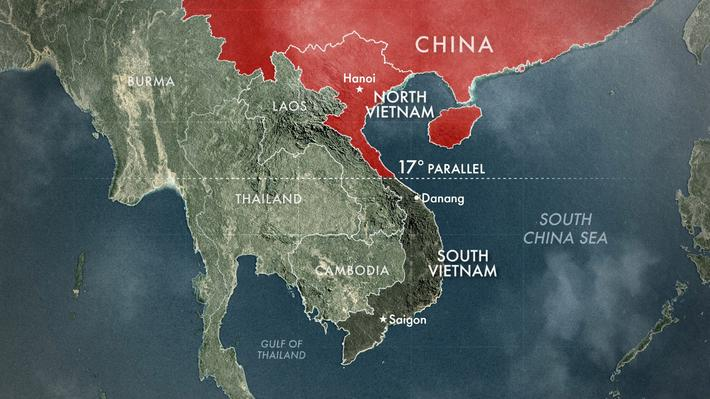 CHINA
BURMA
Hanoi
NORTH
VIETNAM
LAOS
17° PARALLEL
THAILAND
Danang
SOUTH
CHINA SEA
SOUTH
VIETNAM
CAMBODIA
Saigon
GULF OF
THAILAND